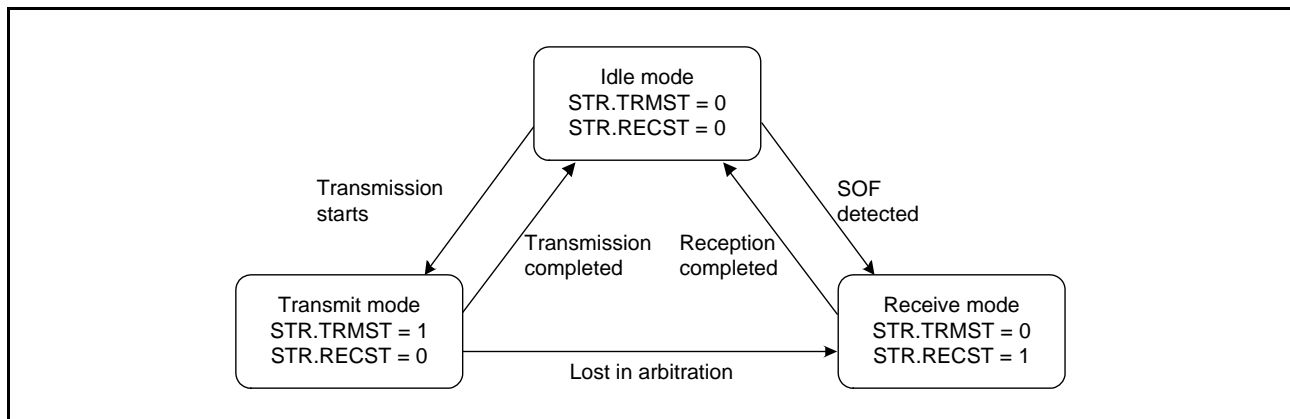 Idle mode
STR.TRMST = 0
STR.RECST = 0
Transmission
starts
SOF
detected
Transmission
completed
Reception
completed
Transmit mode
STR.TRMST = 1
STR.RECST = 0
Receive mode
STR.TRMST = 0
STR.RECST = 1
Lost in arbitration